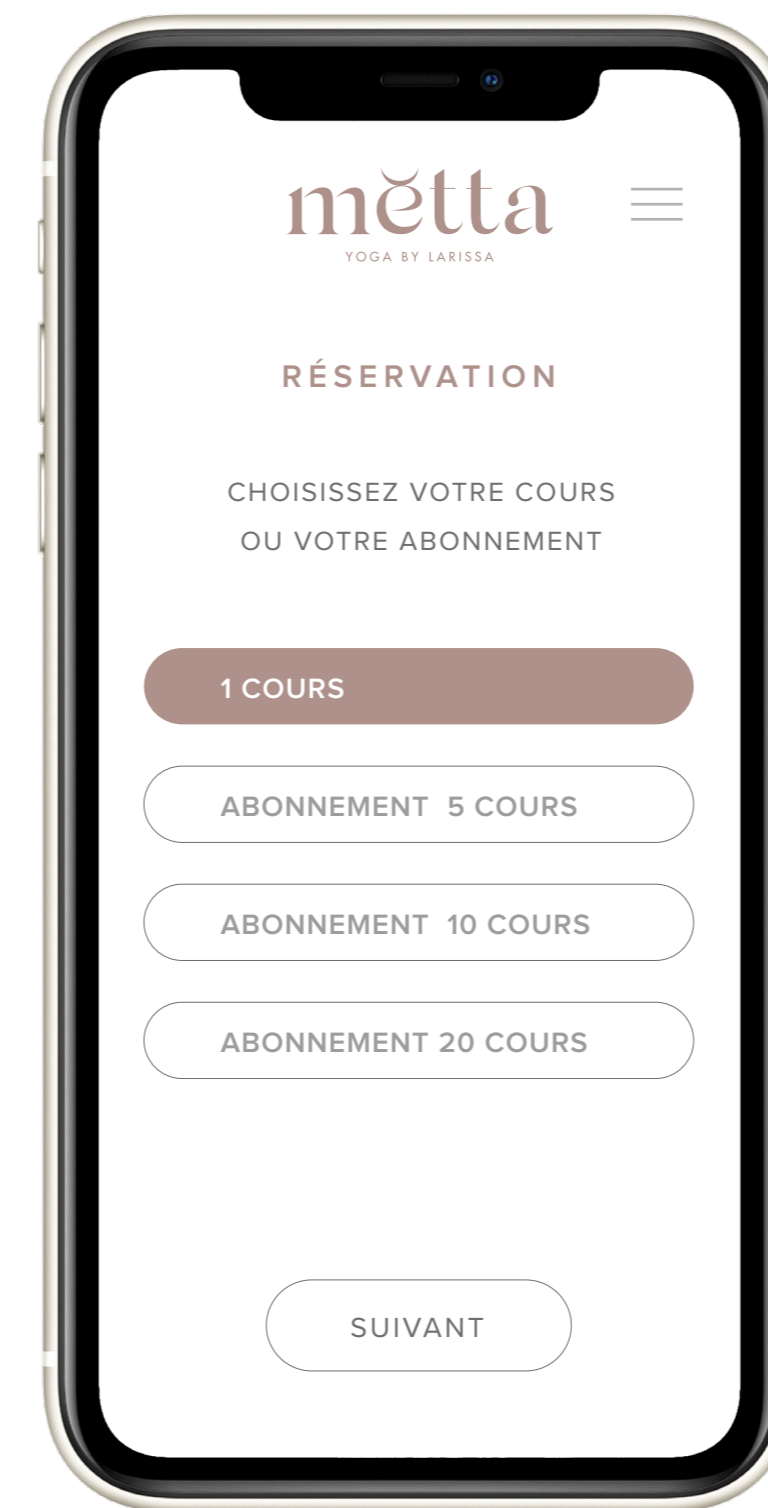 mĕtta
YOGA BY LARISSA
RÉSERVATION
CHOISISSEZ VOTRE COURS
OU VOTRE ABONNEMENT
1 COURS
ABONNEMENT  5 COURS
ABONNEMENT  10 COURS
ABONNEMENT 20 COURS
SUIVANT